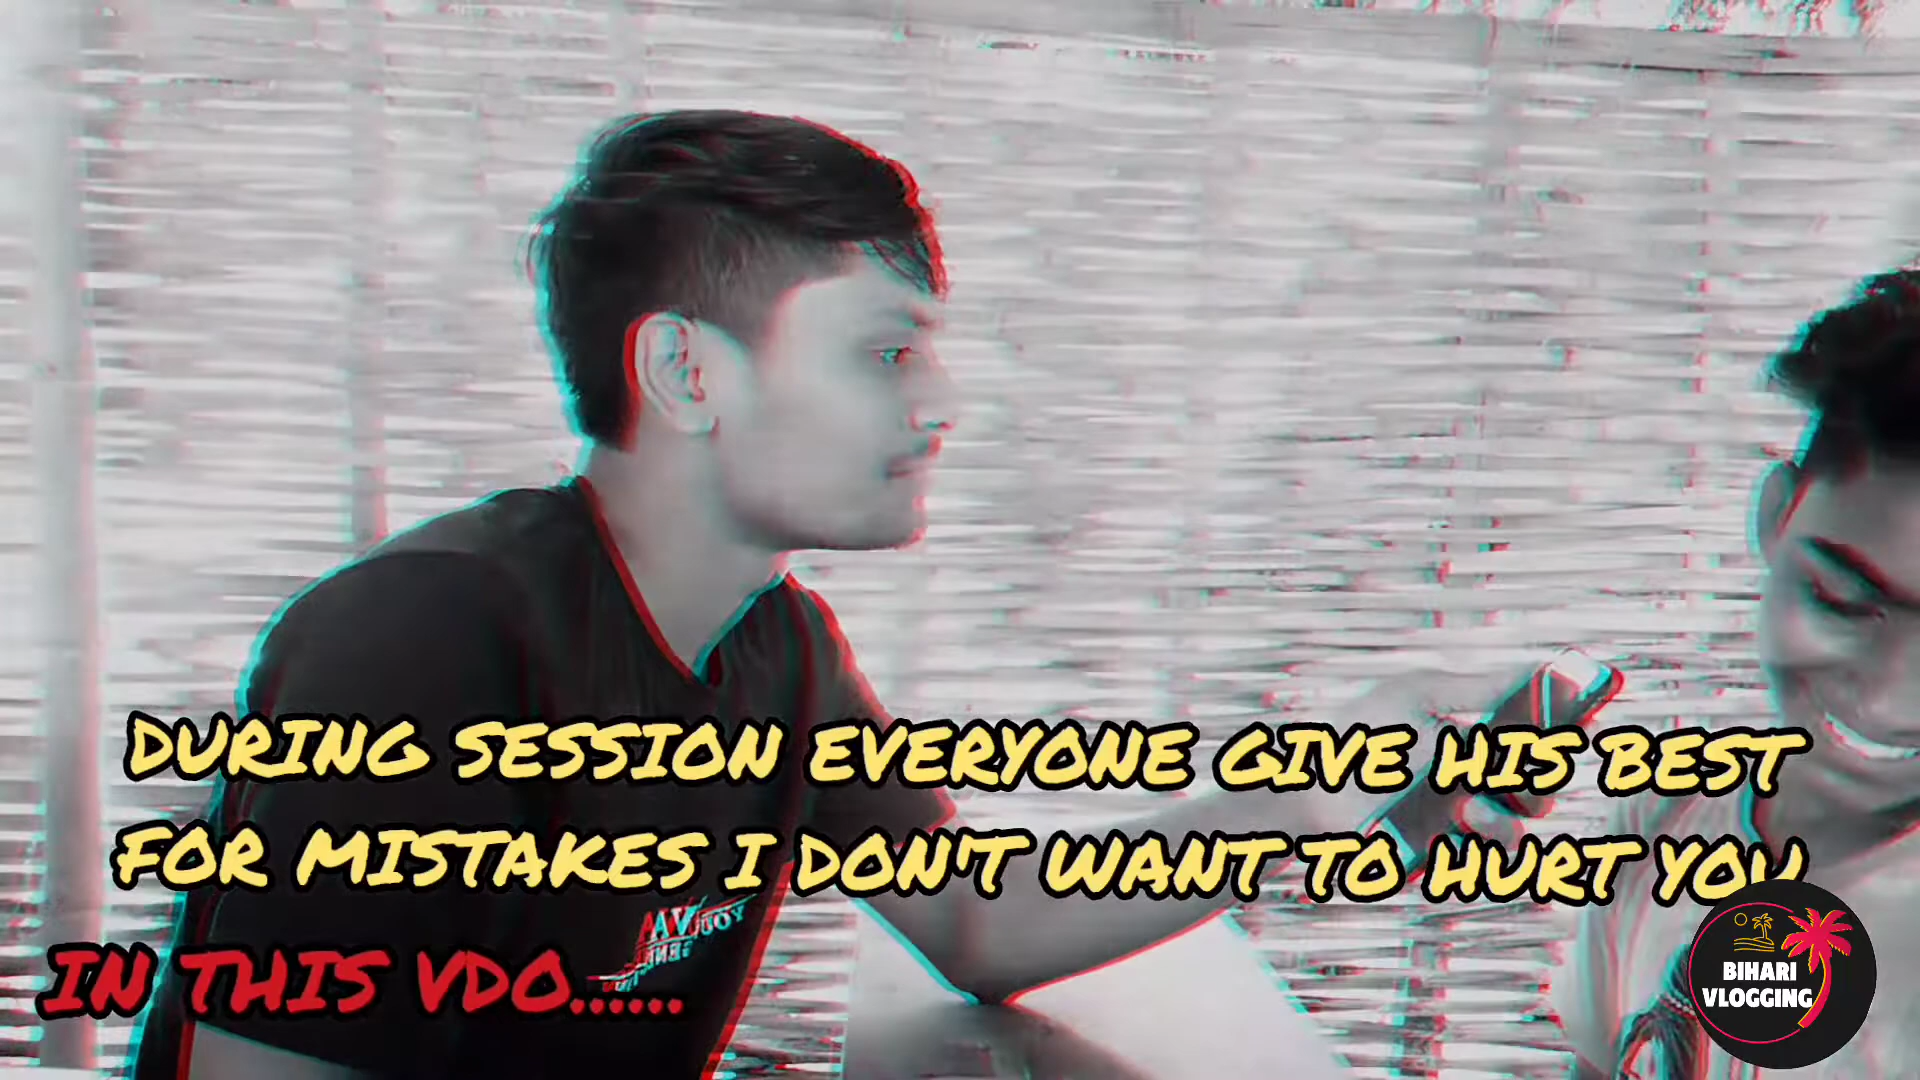 DURING SESSION EVERYONE GIVE HIS BEST
FOR MISTAKES I DON'T WANT TO HURT YOU
IN THIS VDO......
BIHARI
VLOGGING